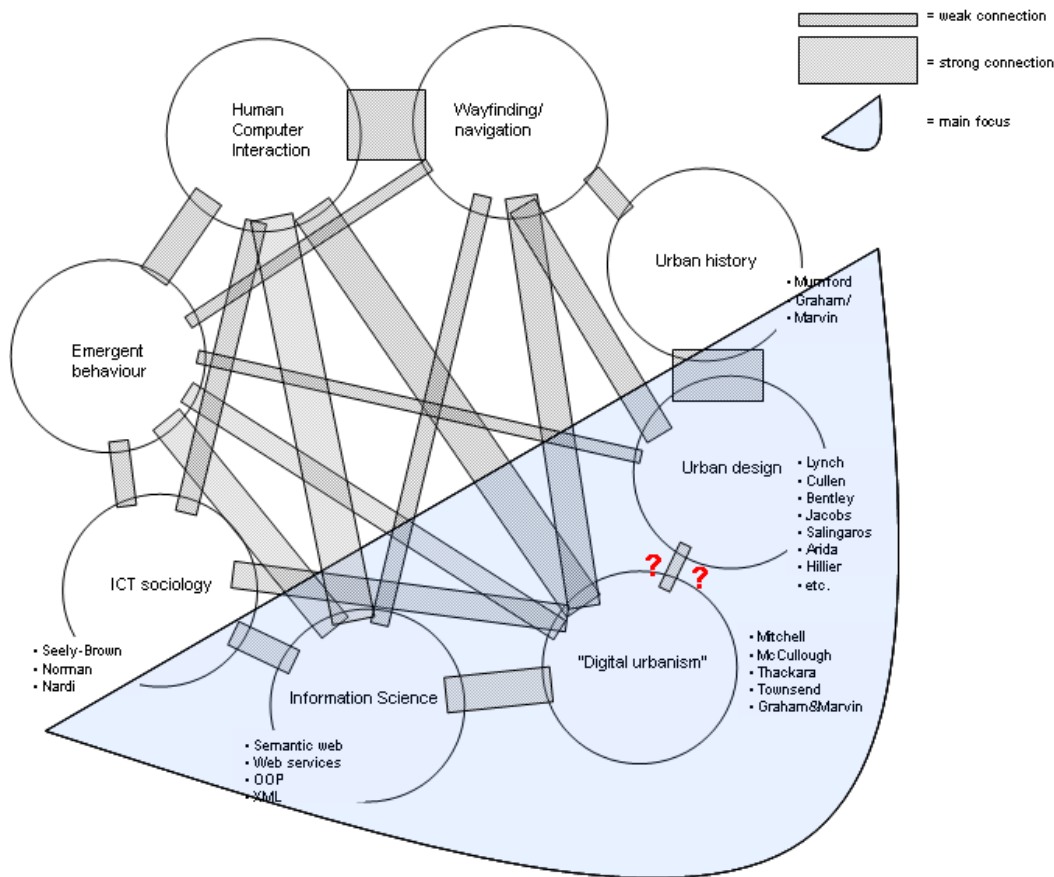 = weak connection
= strong connection
= main focus
Human
Computer
Interaction
Wayfinding/
navigation
Urban history
• Mumford
• Graham/
• Marvin
Emergent
behaviour
Urban design
• Lynch
• Cullen
• Bentley
• Jacobs
• Salingaros
• Arida
• Hillier
• etc.
? ?
ICT sociology
• Seely-Brown
• Norman
• Nardi
"Digital urbanism"
• Mitchell
• McCullough
• Thackara
• Townsend
• Graham&Marvin
Information Science
• Semantic web
• Web services
• OOP
• XML